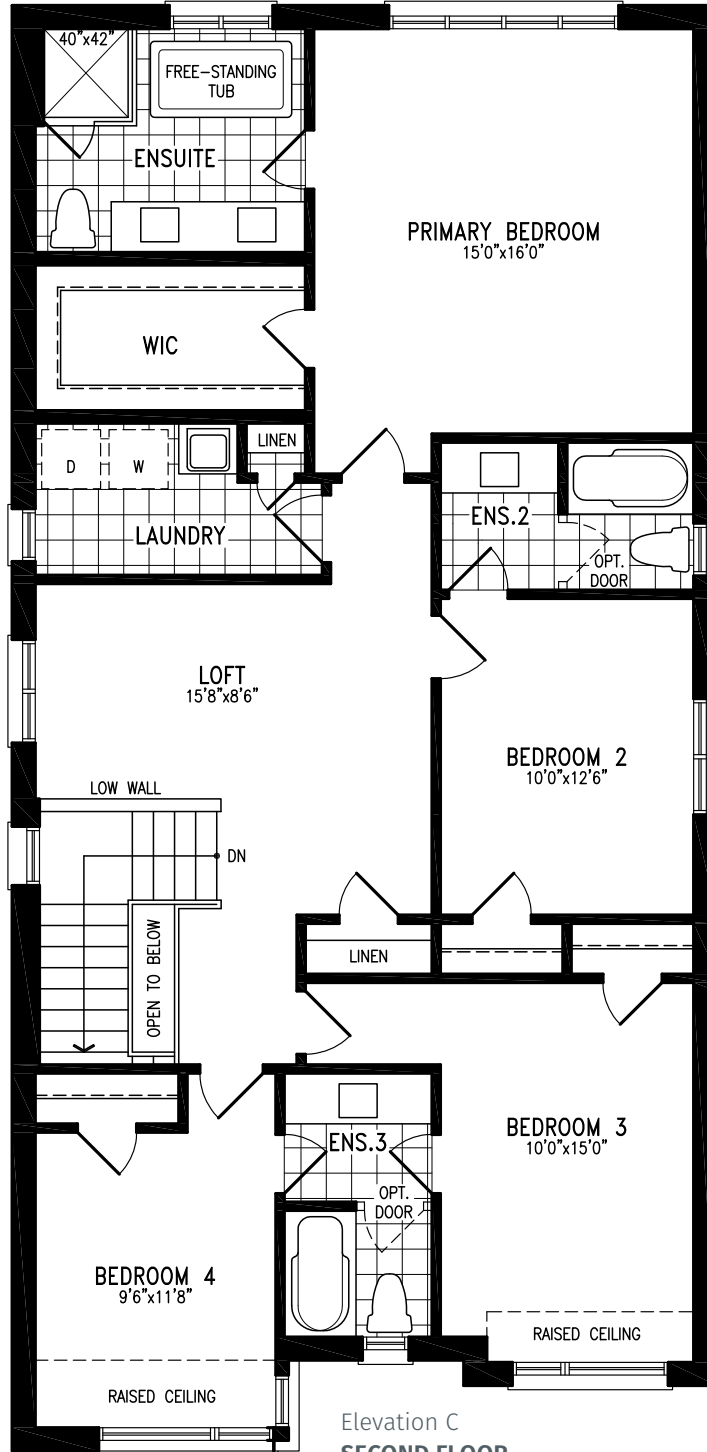 40"x42"
FREE-STANDING
TUB
ENSUITE
PRIMARY BEDROOM
15'0"x16'0"
WIC
LINEN
D
W
LAUNDRY
ENS.2
OPT.
DOOR
LOFT
15'8"x8'6"
BEDROOM 2
10'0"x12'6"
LOW WALL
DN
OPEN TO BELOW
LINEN
BEDROOM 3
10'0"x15'0"
ENS.3
OPT.
DOOR
BEDROOM 4
9'6"x11'8"
RAISED CEILING
RAISED CEILING
Elevation C
SECOND FLOOR